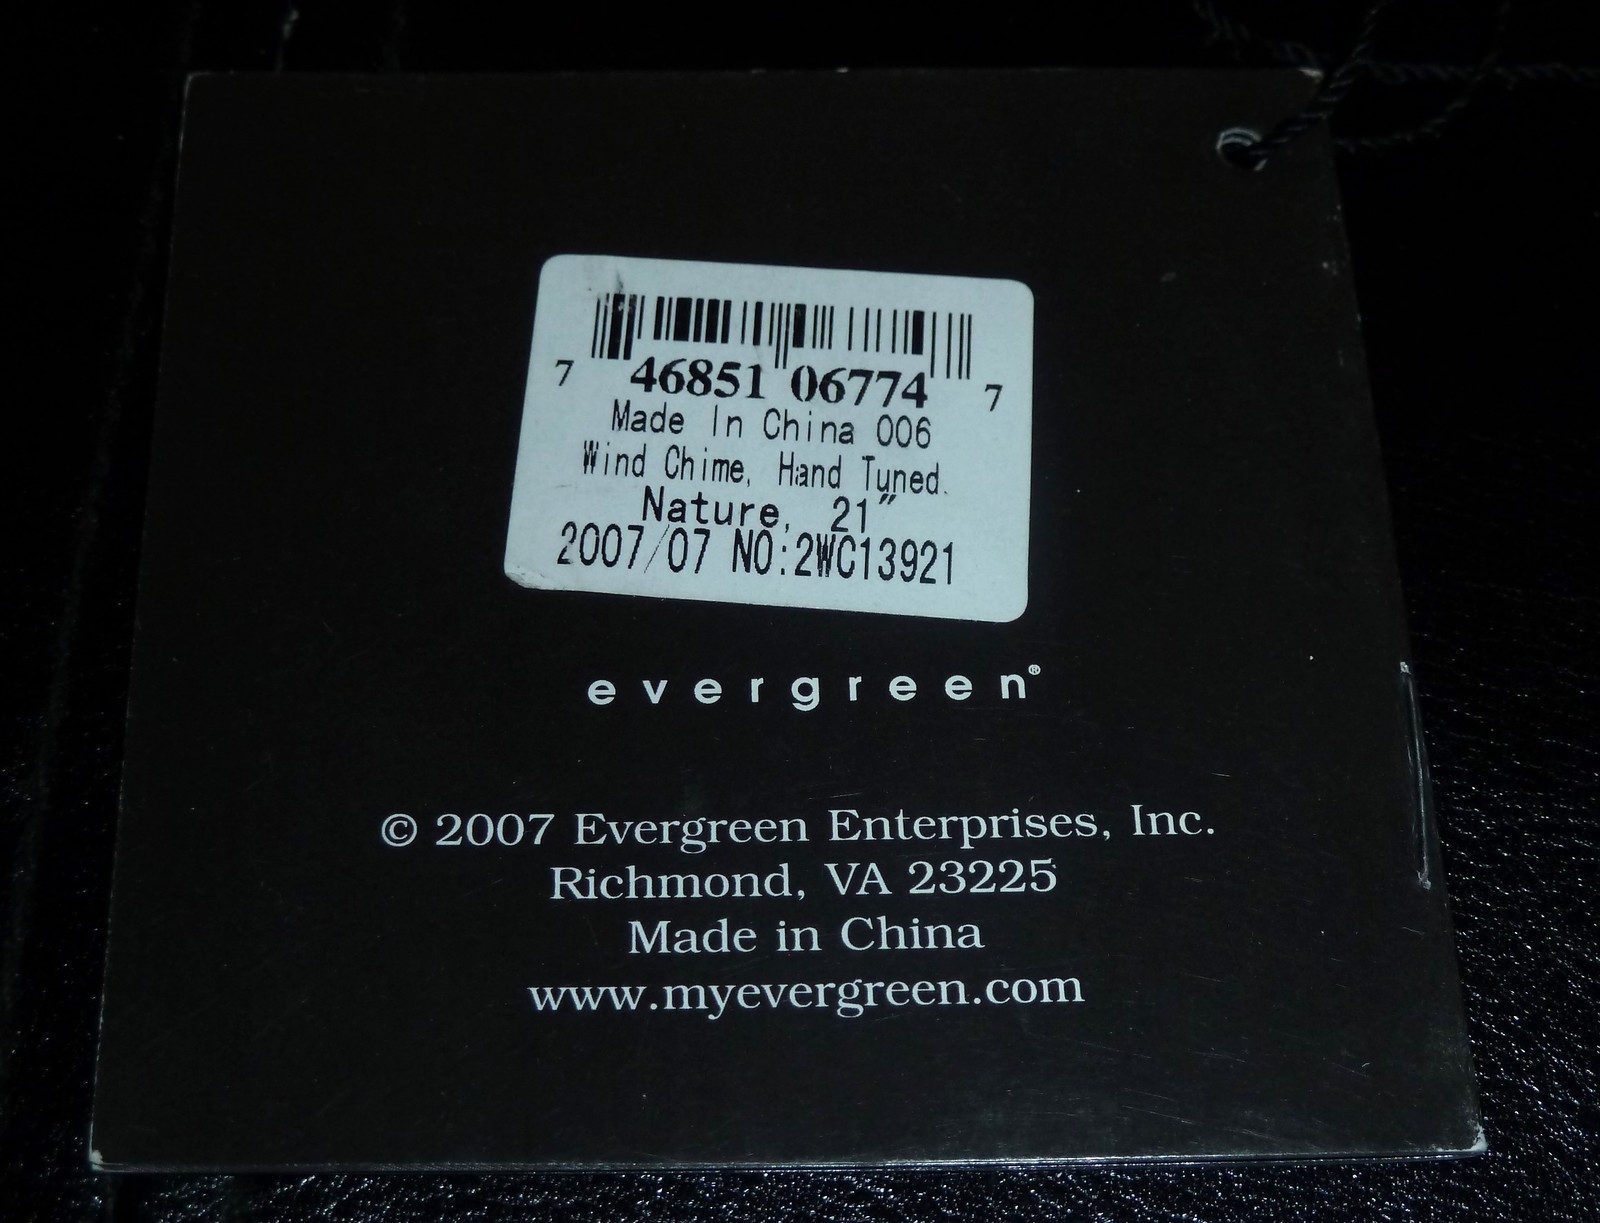 7 46851 06774 7
Made In China 006
Wind Chime, Hand Tuned.
Nature, 21"
2007/07 NO:2WC13921
evergreen®
© 2007 Evergreen Enterprises, Inc.
Richmond, VA 23225
Made in China
www.myevergreen.com